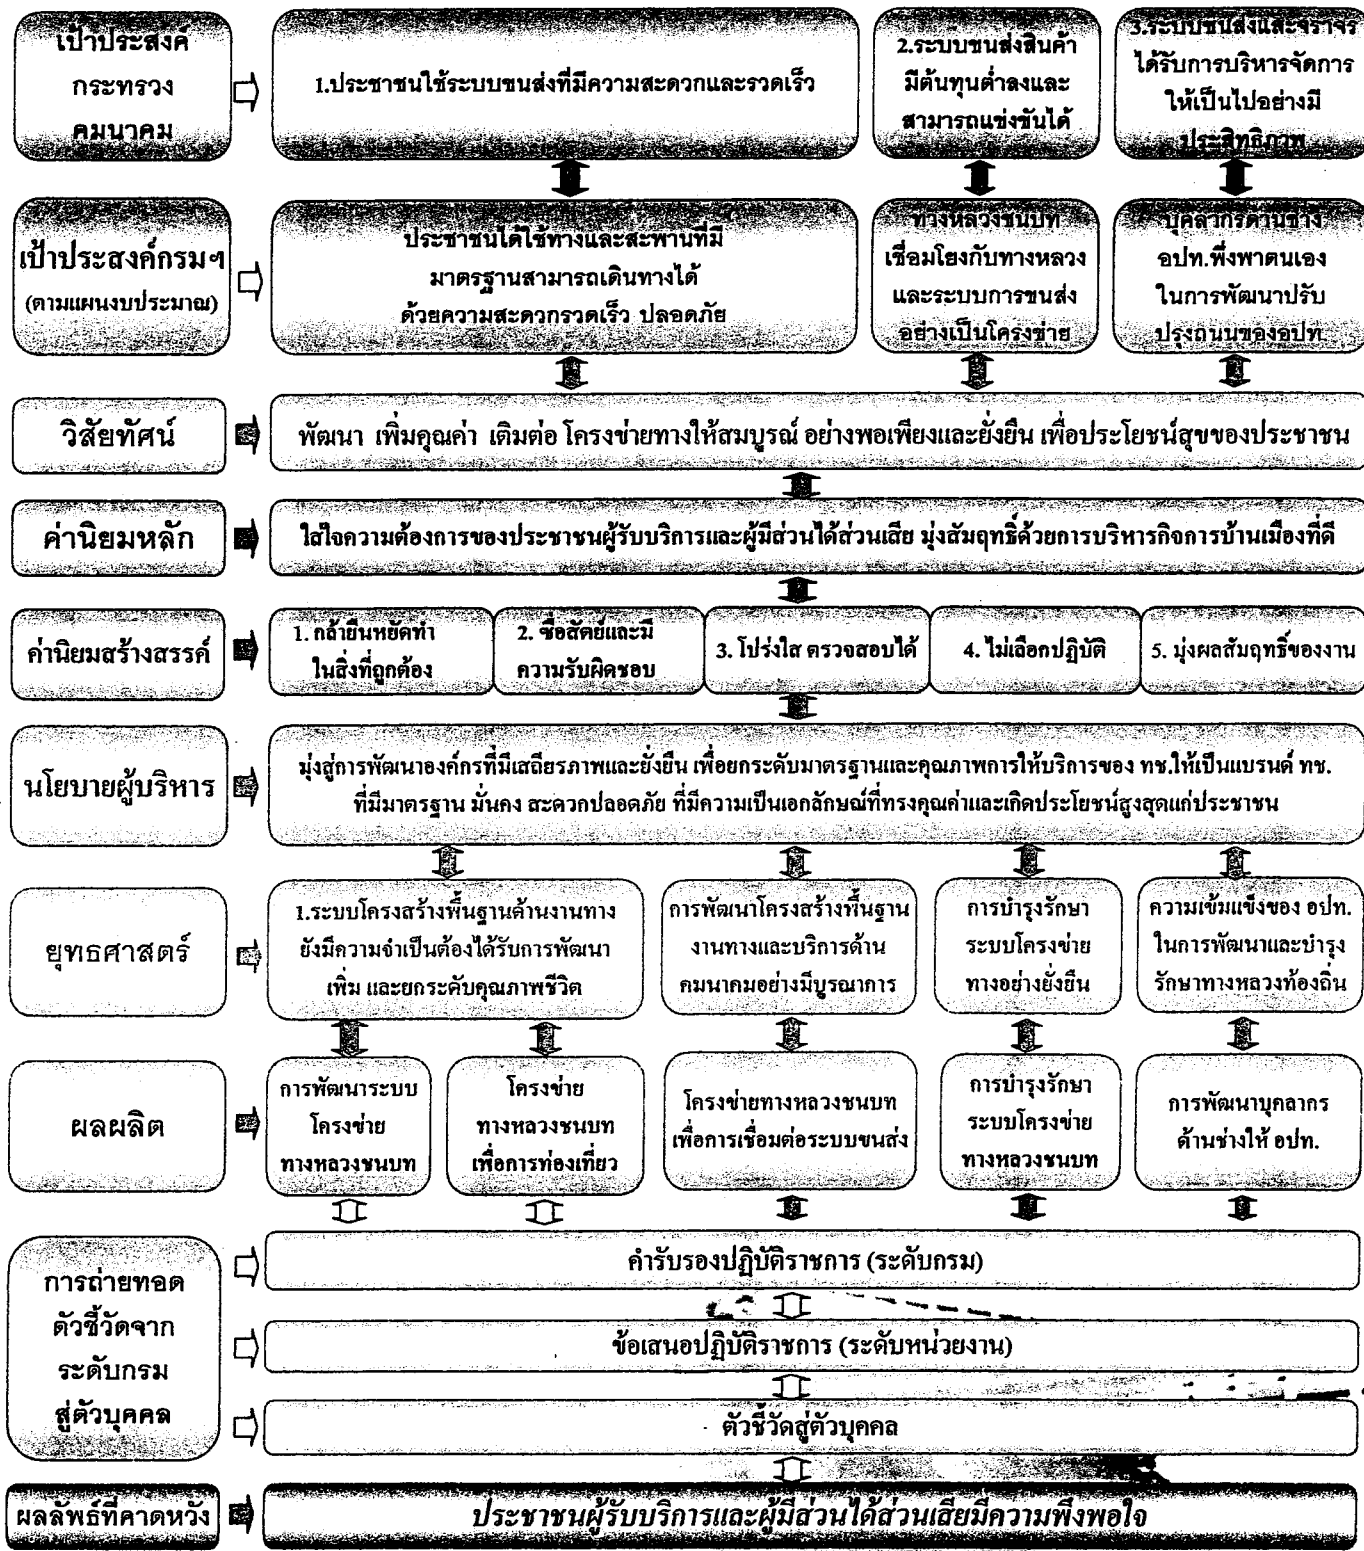 เป้าประสงค์
กระทรวง
คมนาคม
1.ประชาชนใช้ระบบขนส่งที่มีความสะดวกและรวดเร็ว
2.ระบบขนส่งสินค้า
มีต้นทุนต่ำลงและ
สามารถแข่งขันได้
3.ระบบขนส่งและจราจร
ได้รับการบริหารจัดการ
ให้เป็นไปอย่างมี
ประสิทธิภาพ
เป้าประสงค์กรมฯ
(ตามแผนงบประมาณ)
ประชาชนได้ใช้ทางและสะพานที่มี
มาตรฐานสามารถเดินทางได้
ด้วยความสะดวกรวดเร็ว ปลอดภัย
ทางหลวงชนบท
เชื่อมโยงกับทางหลวง
และระบบการขนส่ง
อย่างเป็นโครงข่าย
บุคลากรด้านช่าง
อปท.พึ่งพาตนเอง
ในการพัฒนาปรับ
ปรุงถนนของอปท.
วิสัยทัศน์
พัฒนา เพิ่มคุณค่า เติมต่อ โครงข่ายทางให้สมบูรณ์ อย่างพอเพียงและยั่งยืน เพื่อประโยชน์สุขของประชาชน
ค่านิยมหลัก
ใส่ใจความต้องการของประชาชนผู้รับบริการและผู้มีส่วนได้ส่วนเสีย มุ่งสัมฤทธิ์ด้วยการบริหารกิจการบ้านเมืองที่ดี
ค่านิยมสร้างสรรค์
1. กล้ายืนหยัดทำ
ในสิ่งที่ถูกต้อง
2. ซื่อสัตย์และมี
ความรับผิดชอบ
3. โปร่งใส ตรวจสอบได้
4. ไม่เลือกปฏิบัติ
5. มุ่งผลสัมฤทธิ์ของงาน
นโยบายผู้บริหาร
มุ่งสู่การพัฒนาองค์กรที่มีเสถียรภาพและยั่งยืน เพื่อยกระดับมาตรฐานและคุณภาพการให้บริการของ ทช.ให้เป็นแบรนด์ ทช.
ที่มีมาตรฐาน มั่นคง สะดวกปลอดภัย ที่มีความเป็นเอกลักษณ์ที่ทรงคุณค่าและเกิดประโยชน์สูงสุดแก่ประชาชน
ยุทธศาสตร์
1.ระบบโครงสร้างพื้นฐานด้านงานทาง
ยังมีความจำเป็นต้องได้รับการพัฒนา
เพิ่ม และยกระดับคุณภาพชีวิต
การพัฒนาโครงสร้างพื้นฐาน
งานทางและบริการด้าน
คมนาคมอย่างมีบูรณาการ
การบำรุงรักษา
ระบบโครงข่าย
ทางอย่างยั่งยืน
ความเข้มแข็งของ อปท.
ในการพัฒนาและบำรุง
รักษาทางหลวงท้องถิ่น
ผลผลิต
การพัฒนาระบบ
โครงข่าย
ทางหลวงชนบท
โครงข่าย
ทางหลวงชนบท
เพื่อการท่องเที่ยว
โครงข่ายทางหลวงชนบท
เพื่อการเชื่อมต่อระบบขนส่ง
การบำรุงรักษา
ระบบโครงข่าย
ทางหลวงชนบท
การพัฒนาบุคลากร
ด้านช่างให้ อปท.
การถ่ายทอด
ตัวชี้วัดจาก
ระดับกรม
สู่ตัวบุคคล
คำรับรองปฏิบัติราชการ (ระดับกรม)
ข้อเสนอปฏิบัติราชการ (ระดับหน่วยงาน)
ตัวชี้วัดสู่ตัวบุคคล
ผลลัพธ์ที่คาดหวัง
ประชาชนผู้รับบริการและผู้มีส่วนได้ส่วนเสียมีความพึงพอใจ